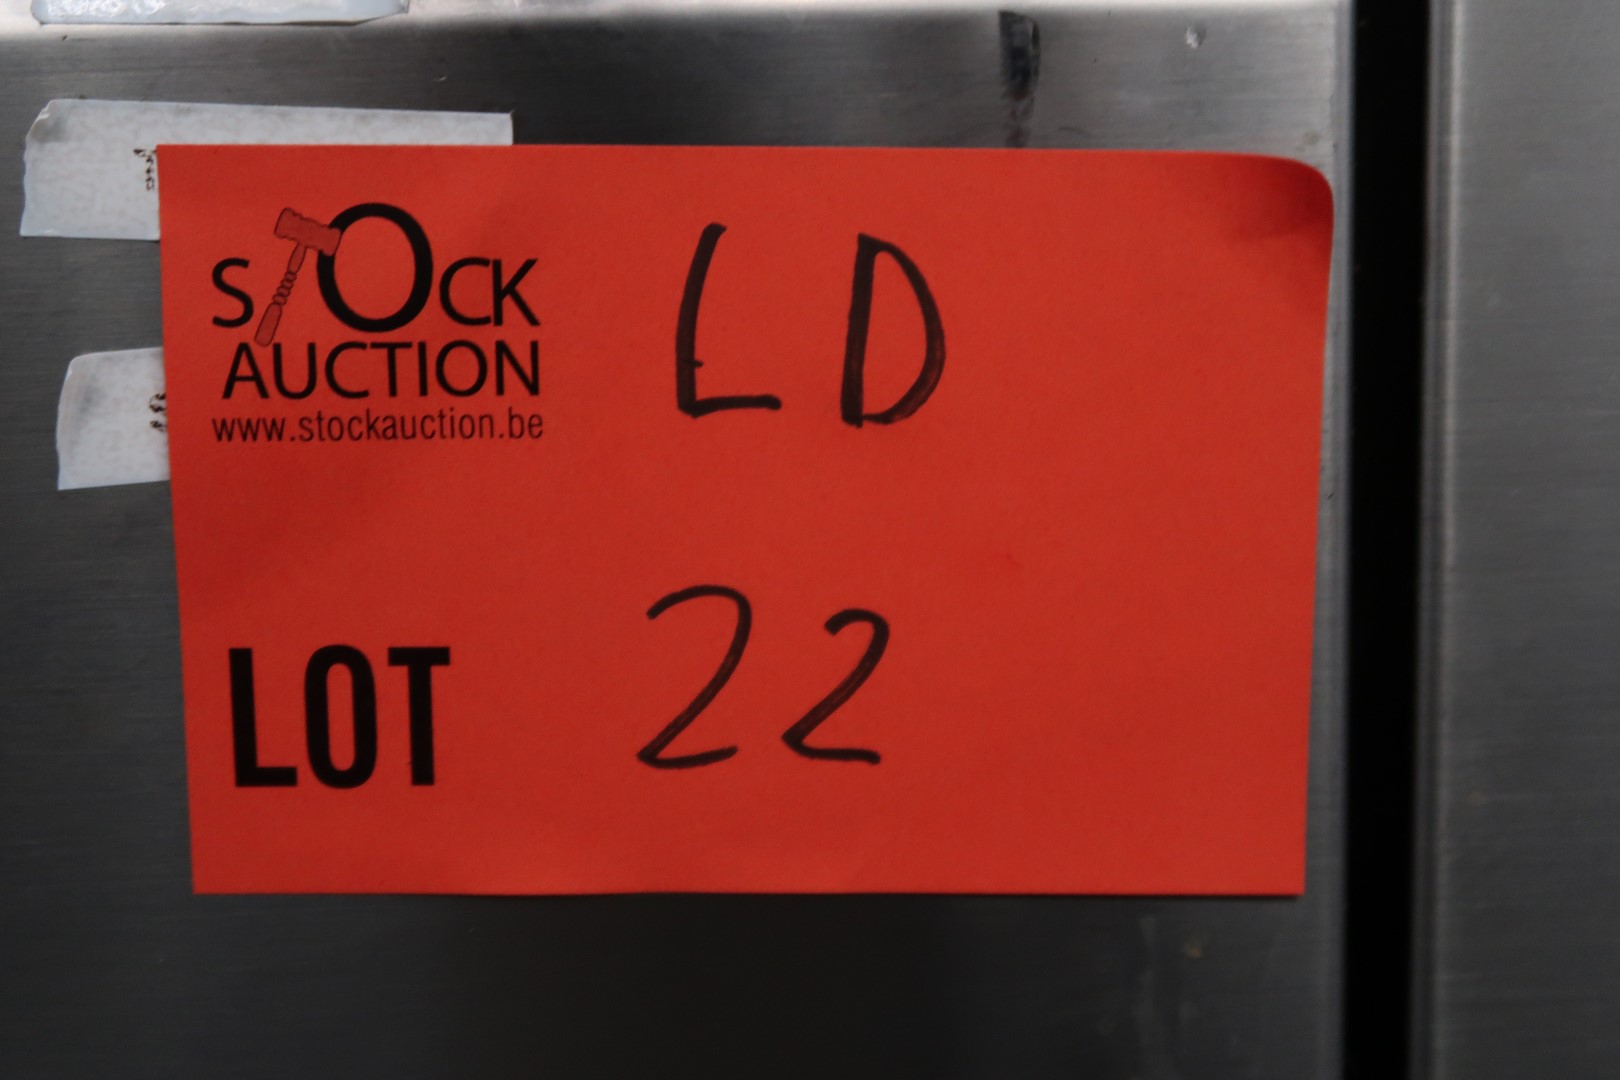 STOCK
AUCTION
www.stockauction.be
LD
LOT 22